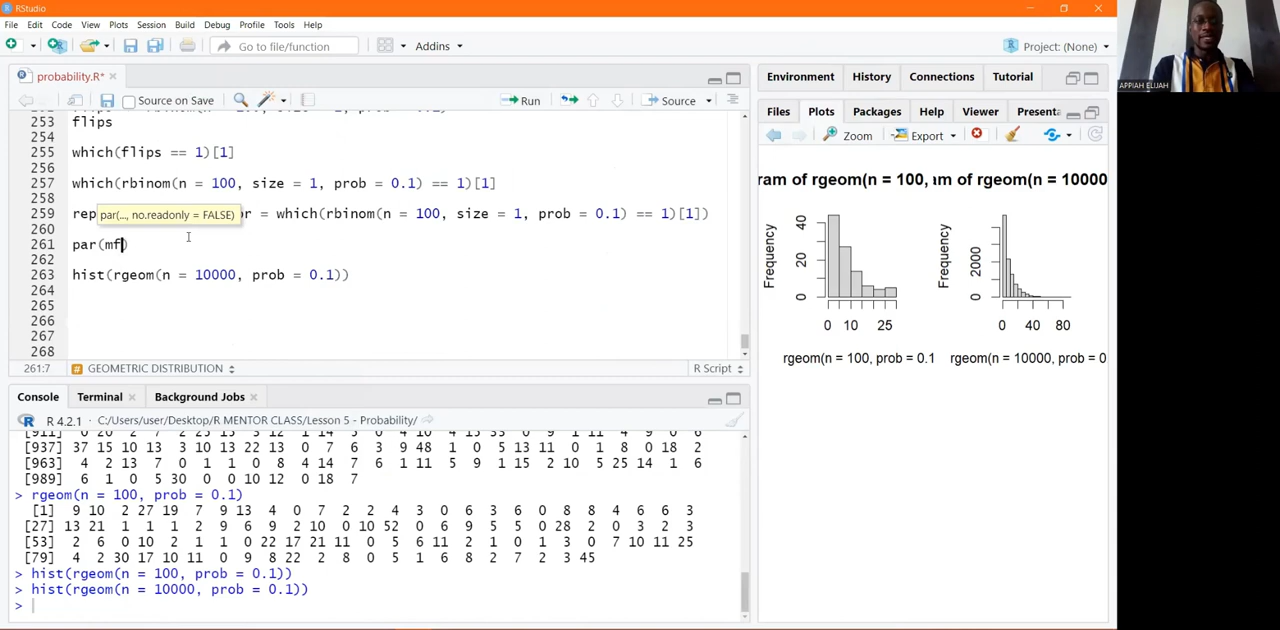 RStudio
File Edit Code View Plots Session Build Debug Profile Tools Help
Go to file/function Addins Project: (None)
probability.R*
Source on Save Run Source
253 flips
254
255 which(flips == 1)[1]
256
257 which(rbinom(n = 100, size = 1, prob = 0.1) == 1)[1]
258
par(..., no.readonly = FALSE)
259 rep or = which(rbinom(n = 100, size = 1, prob = 0.1) == 1)[1])
260
261 par(mf)
262
263 hist(rgeom(n = 10000, prob = 0.1))
264
265
266
267
268
261:7 GEOMETRIC DISTRIBUTION R Script
Console Terminal Background Jobs
R 4.2.1 · C:/Users/user/Desktop/R MENTOR CLASS/Lesson 5 - Probability/
[937] 37 15 10 13 3 10 13 22 13 0 7 6 3 9 48 1 0 5 13 11 0 1 8 0 18 2
[963] 4 2 13 7 0 1 1 0 8 4 14 7 6 1 11 5 9 1 15 2 10 5 25 14 1 6
[989] 6 1 0 5 30 0 0 10 12 0 18 7
> rgeom(n = 100, prob = 0.1)
[1] 9 10 2 27 19 7 9 13 4 0 7 2 2 4 3 0 6 3 6 0 8 8 4 6 6 3
[27] 13 21 1 1 1 2 9 6 9 2 10 0 10 52 0 6 9 5 5 0 28 2 0 3 2 3
[53] 2 6 0 10 2 1 1 0 22 17 21 11 0 5 6 11 2 1 0 1 3 0 7 10 11 25
[79] 4 2 30 17 10 11 0 9 8 22 2 8 0 5 1 6 8 2 7 2 3 45
> hist(rgeom(n = 100, prob = 0.1))
> hist(rgeom(n = 10000, prob = 0.1))
>
Environment History Connections Tutorial
Files Plots Packages Help Viewer Presenta
Zoom Export
ram of rgeom(n = 100, am of rgeom(n = 10000
Frequency
0 20 40
0 10 25
rgeom(n = 100, prob = 0.1
Frequency
0 2000
0 40 80
rgeom(n = 10000, prob = 0
APPIAH ELIJAH